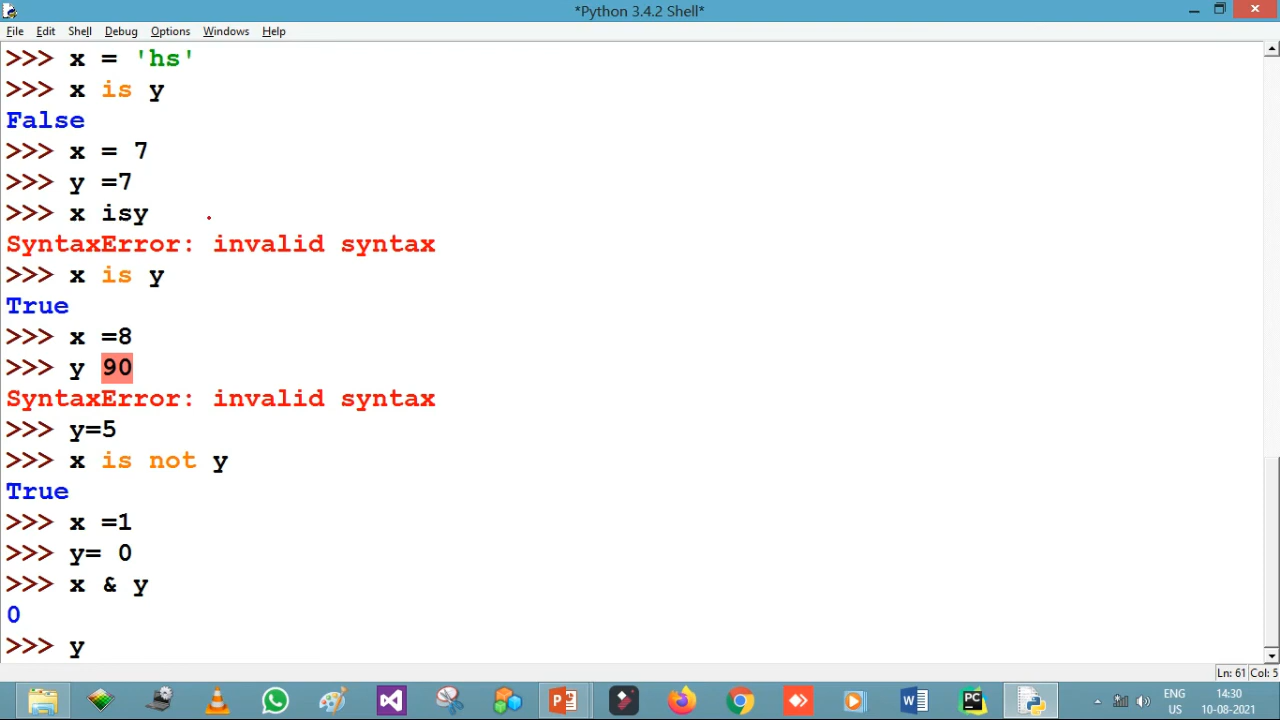 *Python 3.4.2 Shell*
File Edit Shell Debug Options Windows Help
>>> x = 'hs'
>>> x is y
False
>>> x = 7
>>> y =7
>>> x isy
SyntaxError: invalid syntax
>>> x is y
True
>>> x =8
>>> y 90
SyntaxError: invalid syntax
>>> y=5
>>> x is not y
True
>>> x =1
>>> y= 0
>>> x & y
0
>>> y
Ln: 61 Col: 5
ENG 14:30
US 10-08-2021